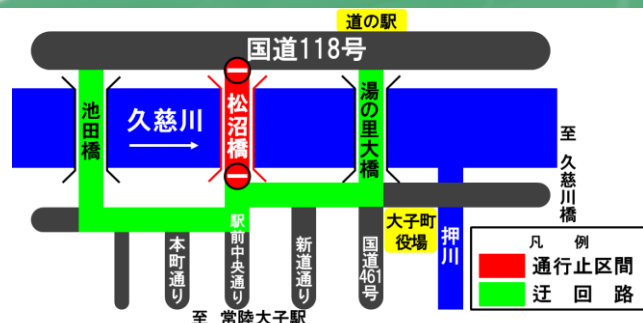 道の駅
国道118号
池田橋
久慈川
松沼橋
湯の里大橋
至 久慈川橋
本町通り
駅前中央通り
新道通り
国道461号
大子町
役場
押川
凡 例
通行止区間
迂 回 路
至 常陸大子駅